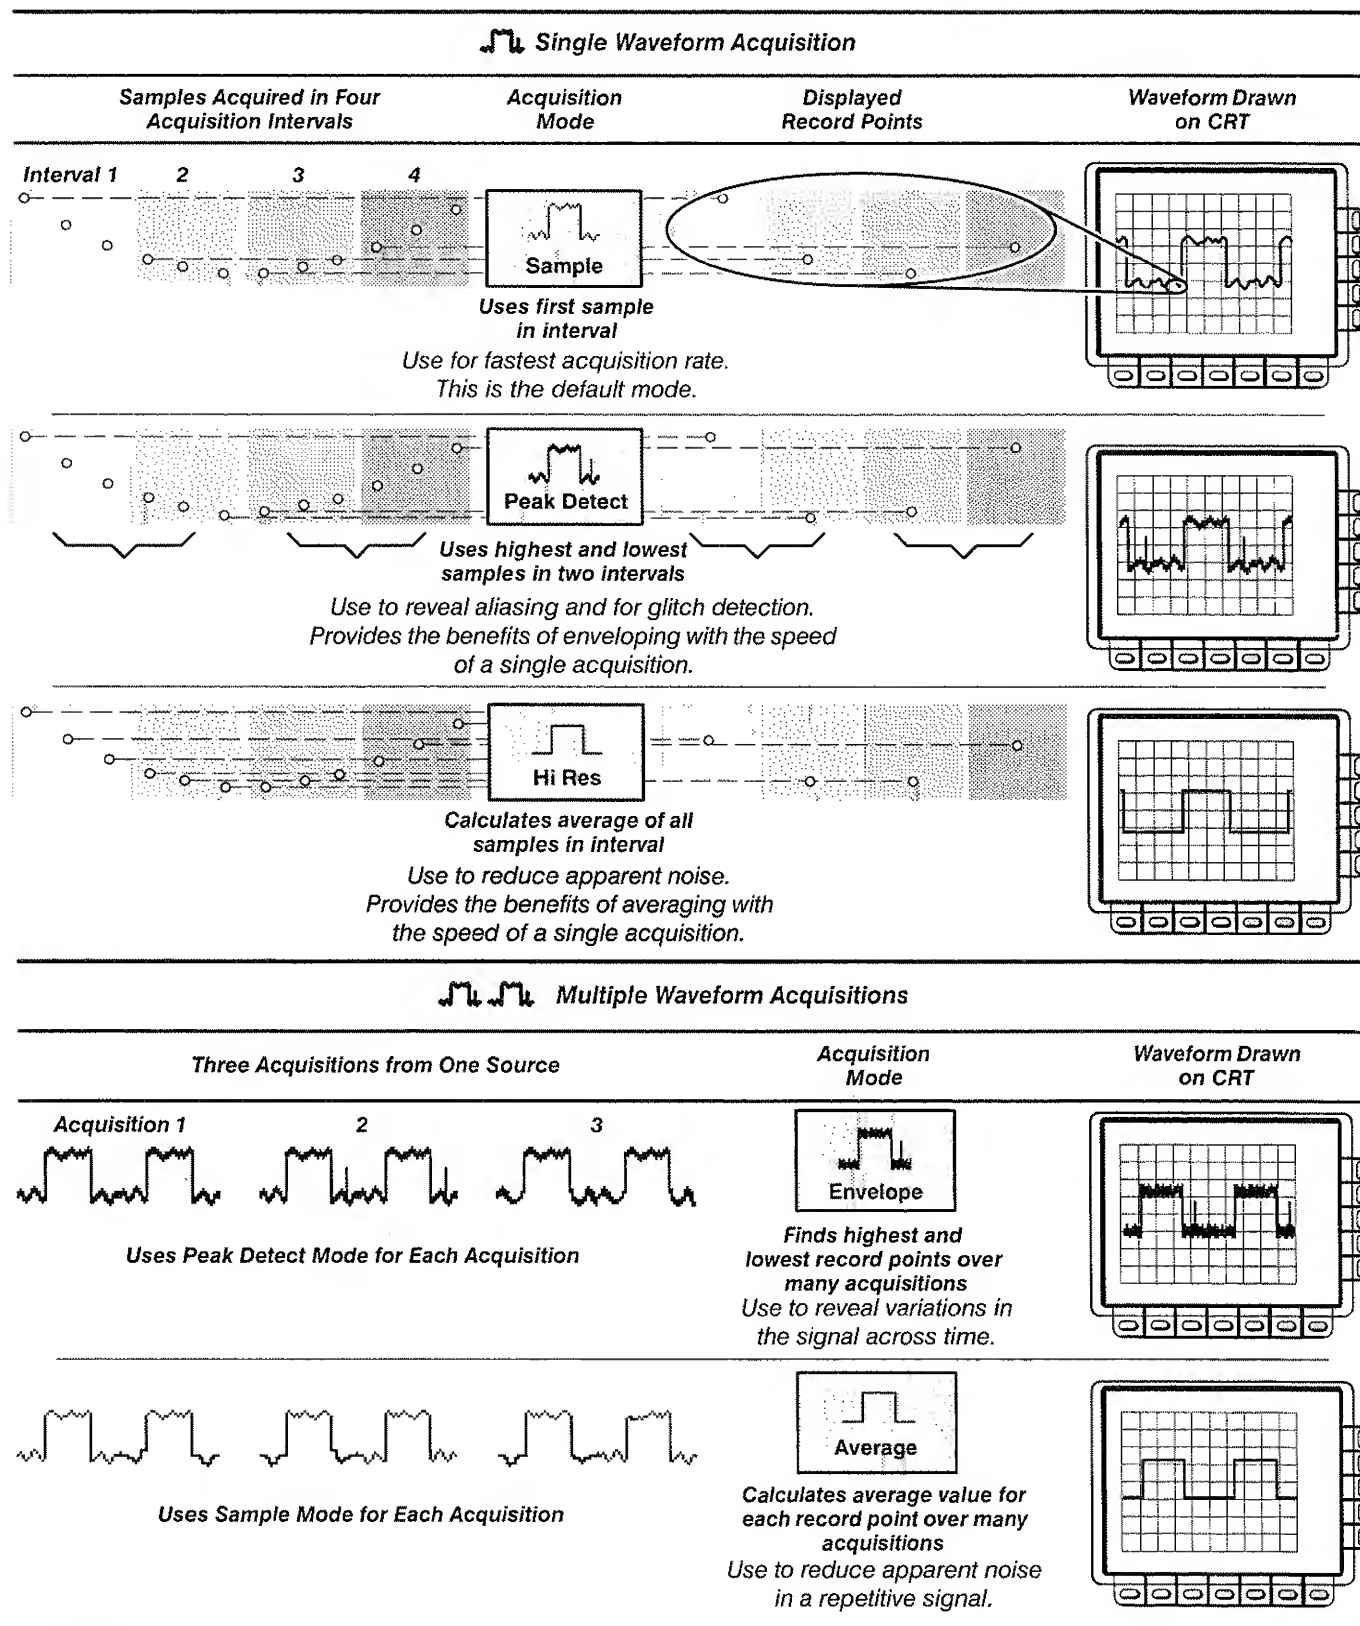 Single Waveform Acquisition
Samples Acquired in Four
Acquisition Intervals
Acquisition
Mode
Displayed
Record Points
Waveform Drawn
on CRT
Interval 1 2 3 4
Sample
Uses first sample
in interval
Use for fastest acquisition rate.
This is the default mode.
Peak Detect
Uses highest and lowest
samples in two intervals
Use to reveal aliasing and for glitch detection.
Provides the benefits of enveloping with the speed
of a single acquisition.
Hi Res
Calculates average of all
samples in interval
Use to reduce apparent noise.
Provides the benefits of averaging with
the speed of a single acquisition.
Multiple Waveform Acquisitions
Three Acquisitions from One Source
Acquisition
Mode
Waveform Drawn
on CRT
Acquisition 1 2 3
Envelope
Uses Peak Detect Mode for Each Acquisition
Finds highest and
lowest record points over
many acquisitions
Use to reveal variations in
the signal across time.
Average
Uses Sample Mode for Each Acquisition
Calculates average value for
each record point over many
acquisitions
Use to reduce apparent noise
in a repetitive signal.